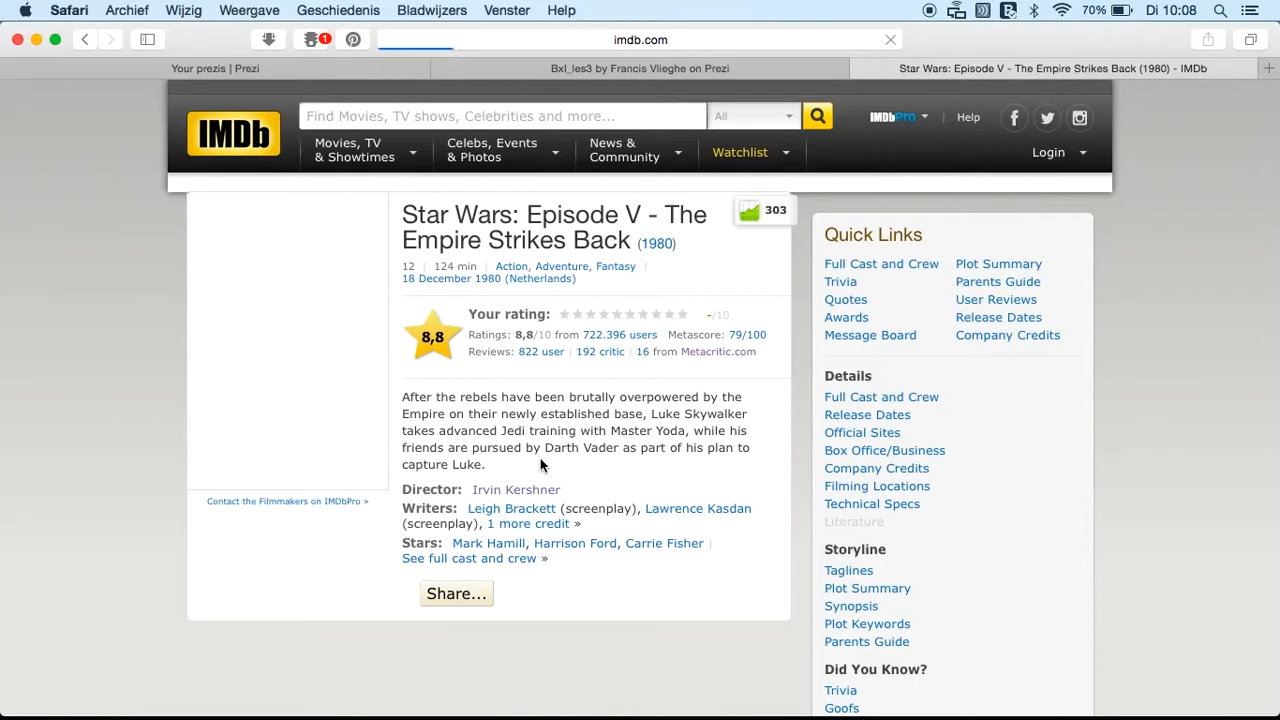 Safari Archief Wijzig Weergave Geschiedenis Bladwijzers Venster Help 70% Di 10:08
1 imdb.com
Your prezis | Prezi Bxl_les3 by Francis Vlieghe on Prezi Star Wars: Episode V - The Empire Strikes Back (1980) - IMDb
IMDb Find Movies, TV shows, Celebrities and more... All IMDbPro | Help
Movies, TV & Showtimes
Celebs, Events & Photos
News & Community
Watchlist
Login
Star Wars: Episode V - The
Empire Strikes Back (1980)
303
12 | 124 min | Action, Adventure, Fantasy |
18 December 1980 (Netherlands)
8,8
Your rating: -/10
Ratings: 8,8/10 from 722.396 users Metascore: 79/100
Reviews: 822 user | 192 critic | 16 from Metacritic.com
After the rebels have been brutally overpowered by the
Empire on their newly established base, Luke Skywalker
takes advanced Jedi training with Master Yoda, while his
friends are pursued by Darth Vader as part of his plan to
capture Luke.
Contact the Filmmakers on IMDbPro »
Director: Irvin Kershner
Writers: Leigh Brackett (screenplay), Lawrence Kasdan
(screenplay), 1 more credit »
Stars: Mark Hamill, Harrison Ford, Carrie Fisher |
See full cast and crew »
Share...
Quick Links
Full Cast and Crew Plot Summary
Trivia Parents Guide
Quotes User Reviews
Awards Release Dates
Message Board Company Credits
Details
Full Cast and Crew
Release Dates
Official Sites
Box Office/Business
Company Credits
Filming Locations
Technical Specs
Literature
Storyline
Taglines
Plot Summary
Synopsis
Plot Keywords
Parents Guide
Did You Know?
Trivia
Goofs